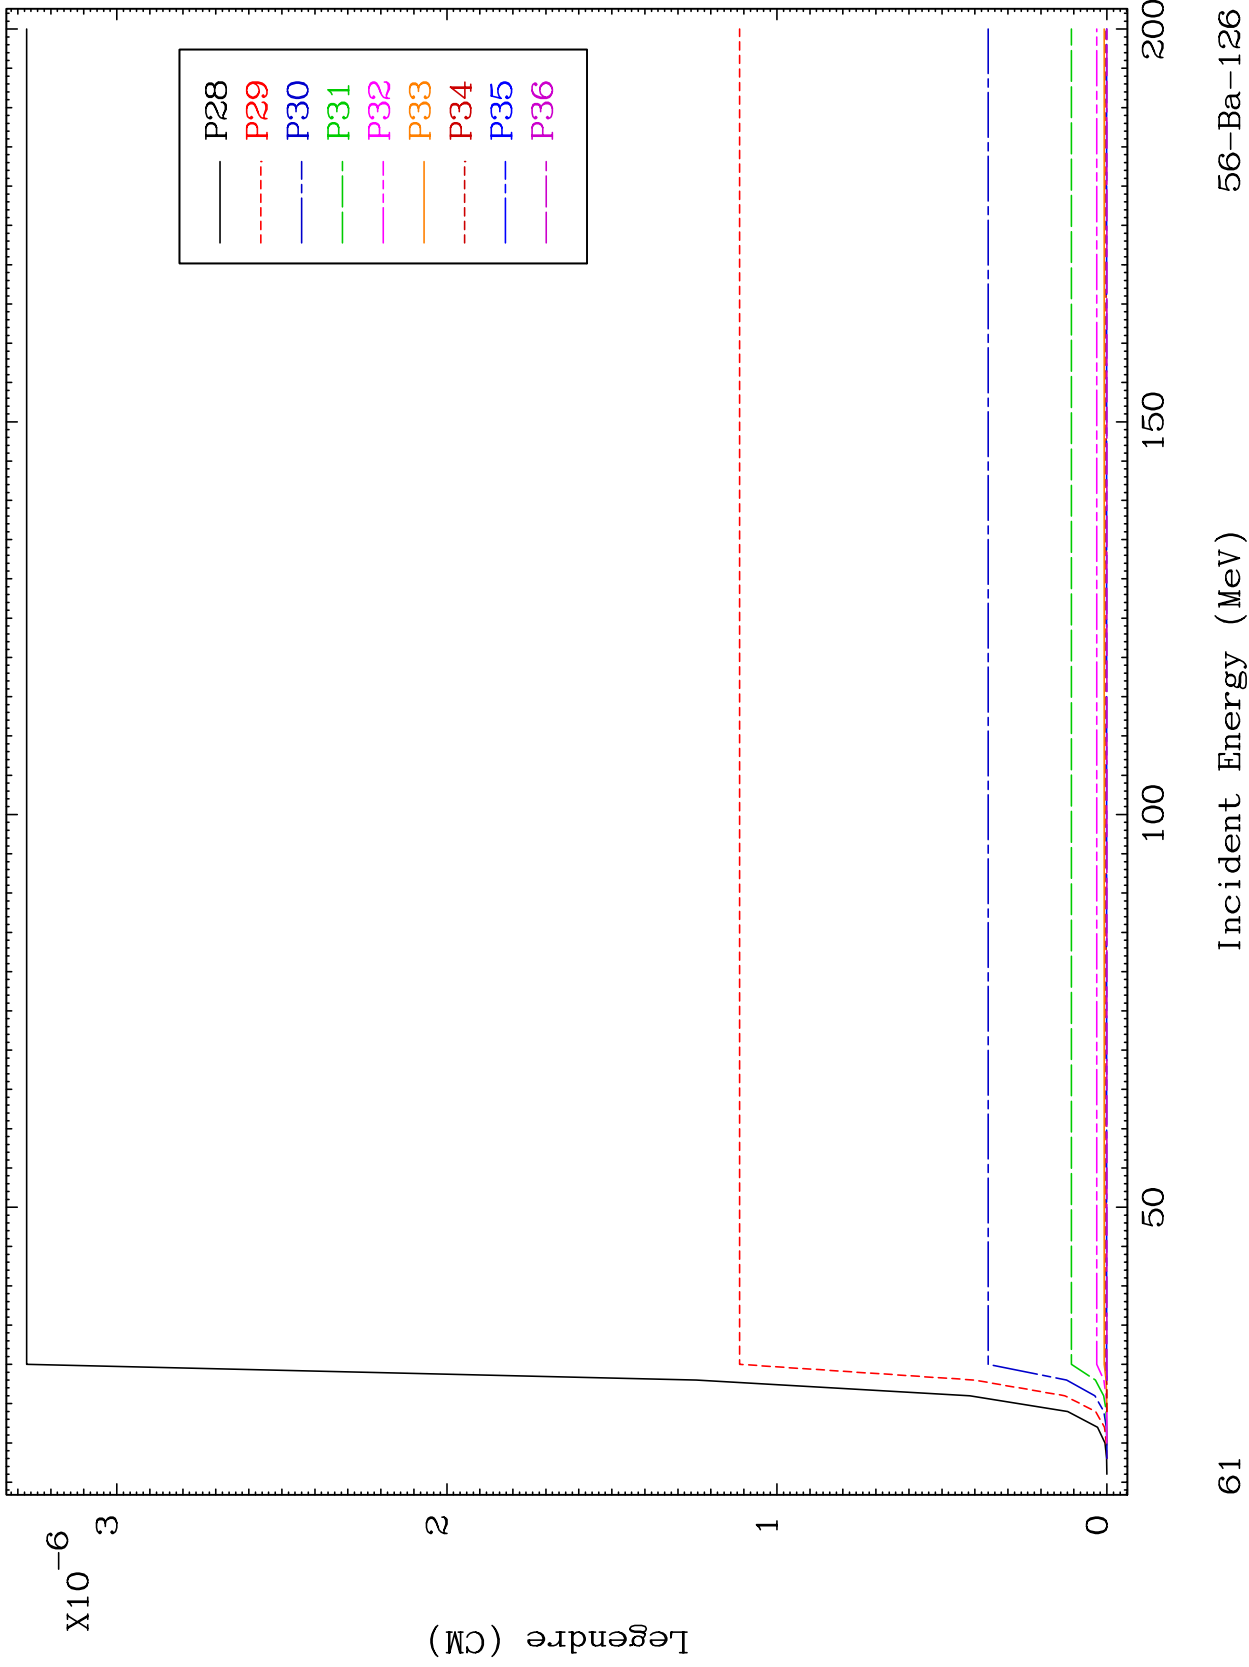 X10-6
Legendre (CM)
3
2
1
0
P28
P29
P30
P31
P32
P33
P34
P35
P36
50
100
150
200
Incident Energy (MeV)
61
56-Ba-126